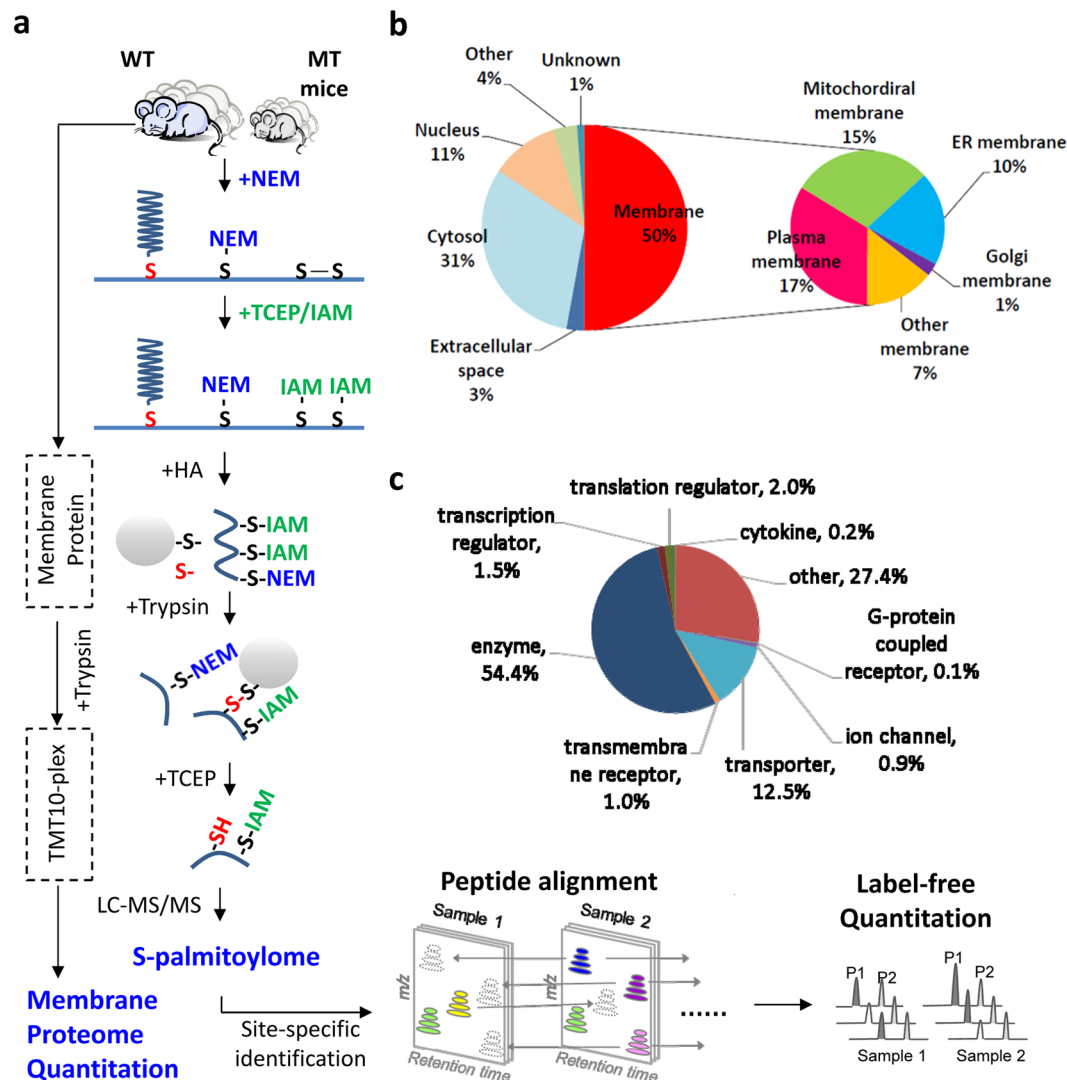 a
WT
MT
mice
+NEM
NEM
S
S
S
S
+TCEP/IAM
NEM
IAM
IAM
S
S
S
S
+HA
Membrane
Protein
-S-
S-
-S-IAM
-S-IAM
-S-NEM
+Trypsin
+Trypsin
-S-NEM
-S-S-
-S-IAM
+TCEP
TMT10-plex
-SH
-S-IAM
LC-MS/MS
S-palmitoylome
Membrane
Proteome
Quantitation
Site-specific
identification
b
Other
4%
Unknown
1%
Nucleus
11%
Cytosol
31%
Membrane
50%
Extracellular
space
3%
Mitochordiral
membrane
15%
ER membrane
10%
Plasma
membrane
17%
Golgi
membrane
1%
Other
membrane
7%
c
translation regulator, 2.0%
transcription
regulator,
1.5%
cytokine, 0.2%
other, 27.4%
enzyme,
54.4%
G-protein
coupled
receptor, 0.1%
ion channel,
0.9%
transmembra
ne receptor,
1.0%
transporter,
12.5%
Peptide alignment
Sample 1
Sample 2
m/z
m/z
Retention time
Retention time
......
Label-free
Quantitation
P1
P2
P1
P2
Sample 1
Sample 2